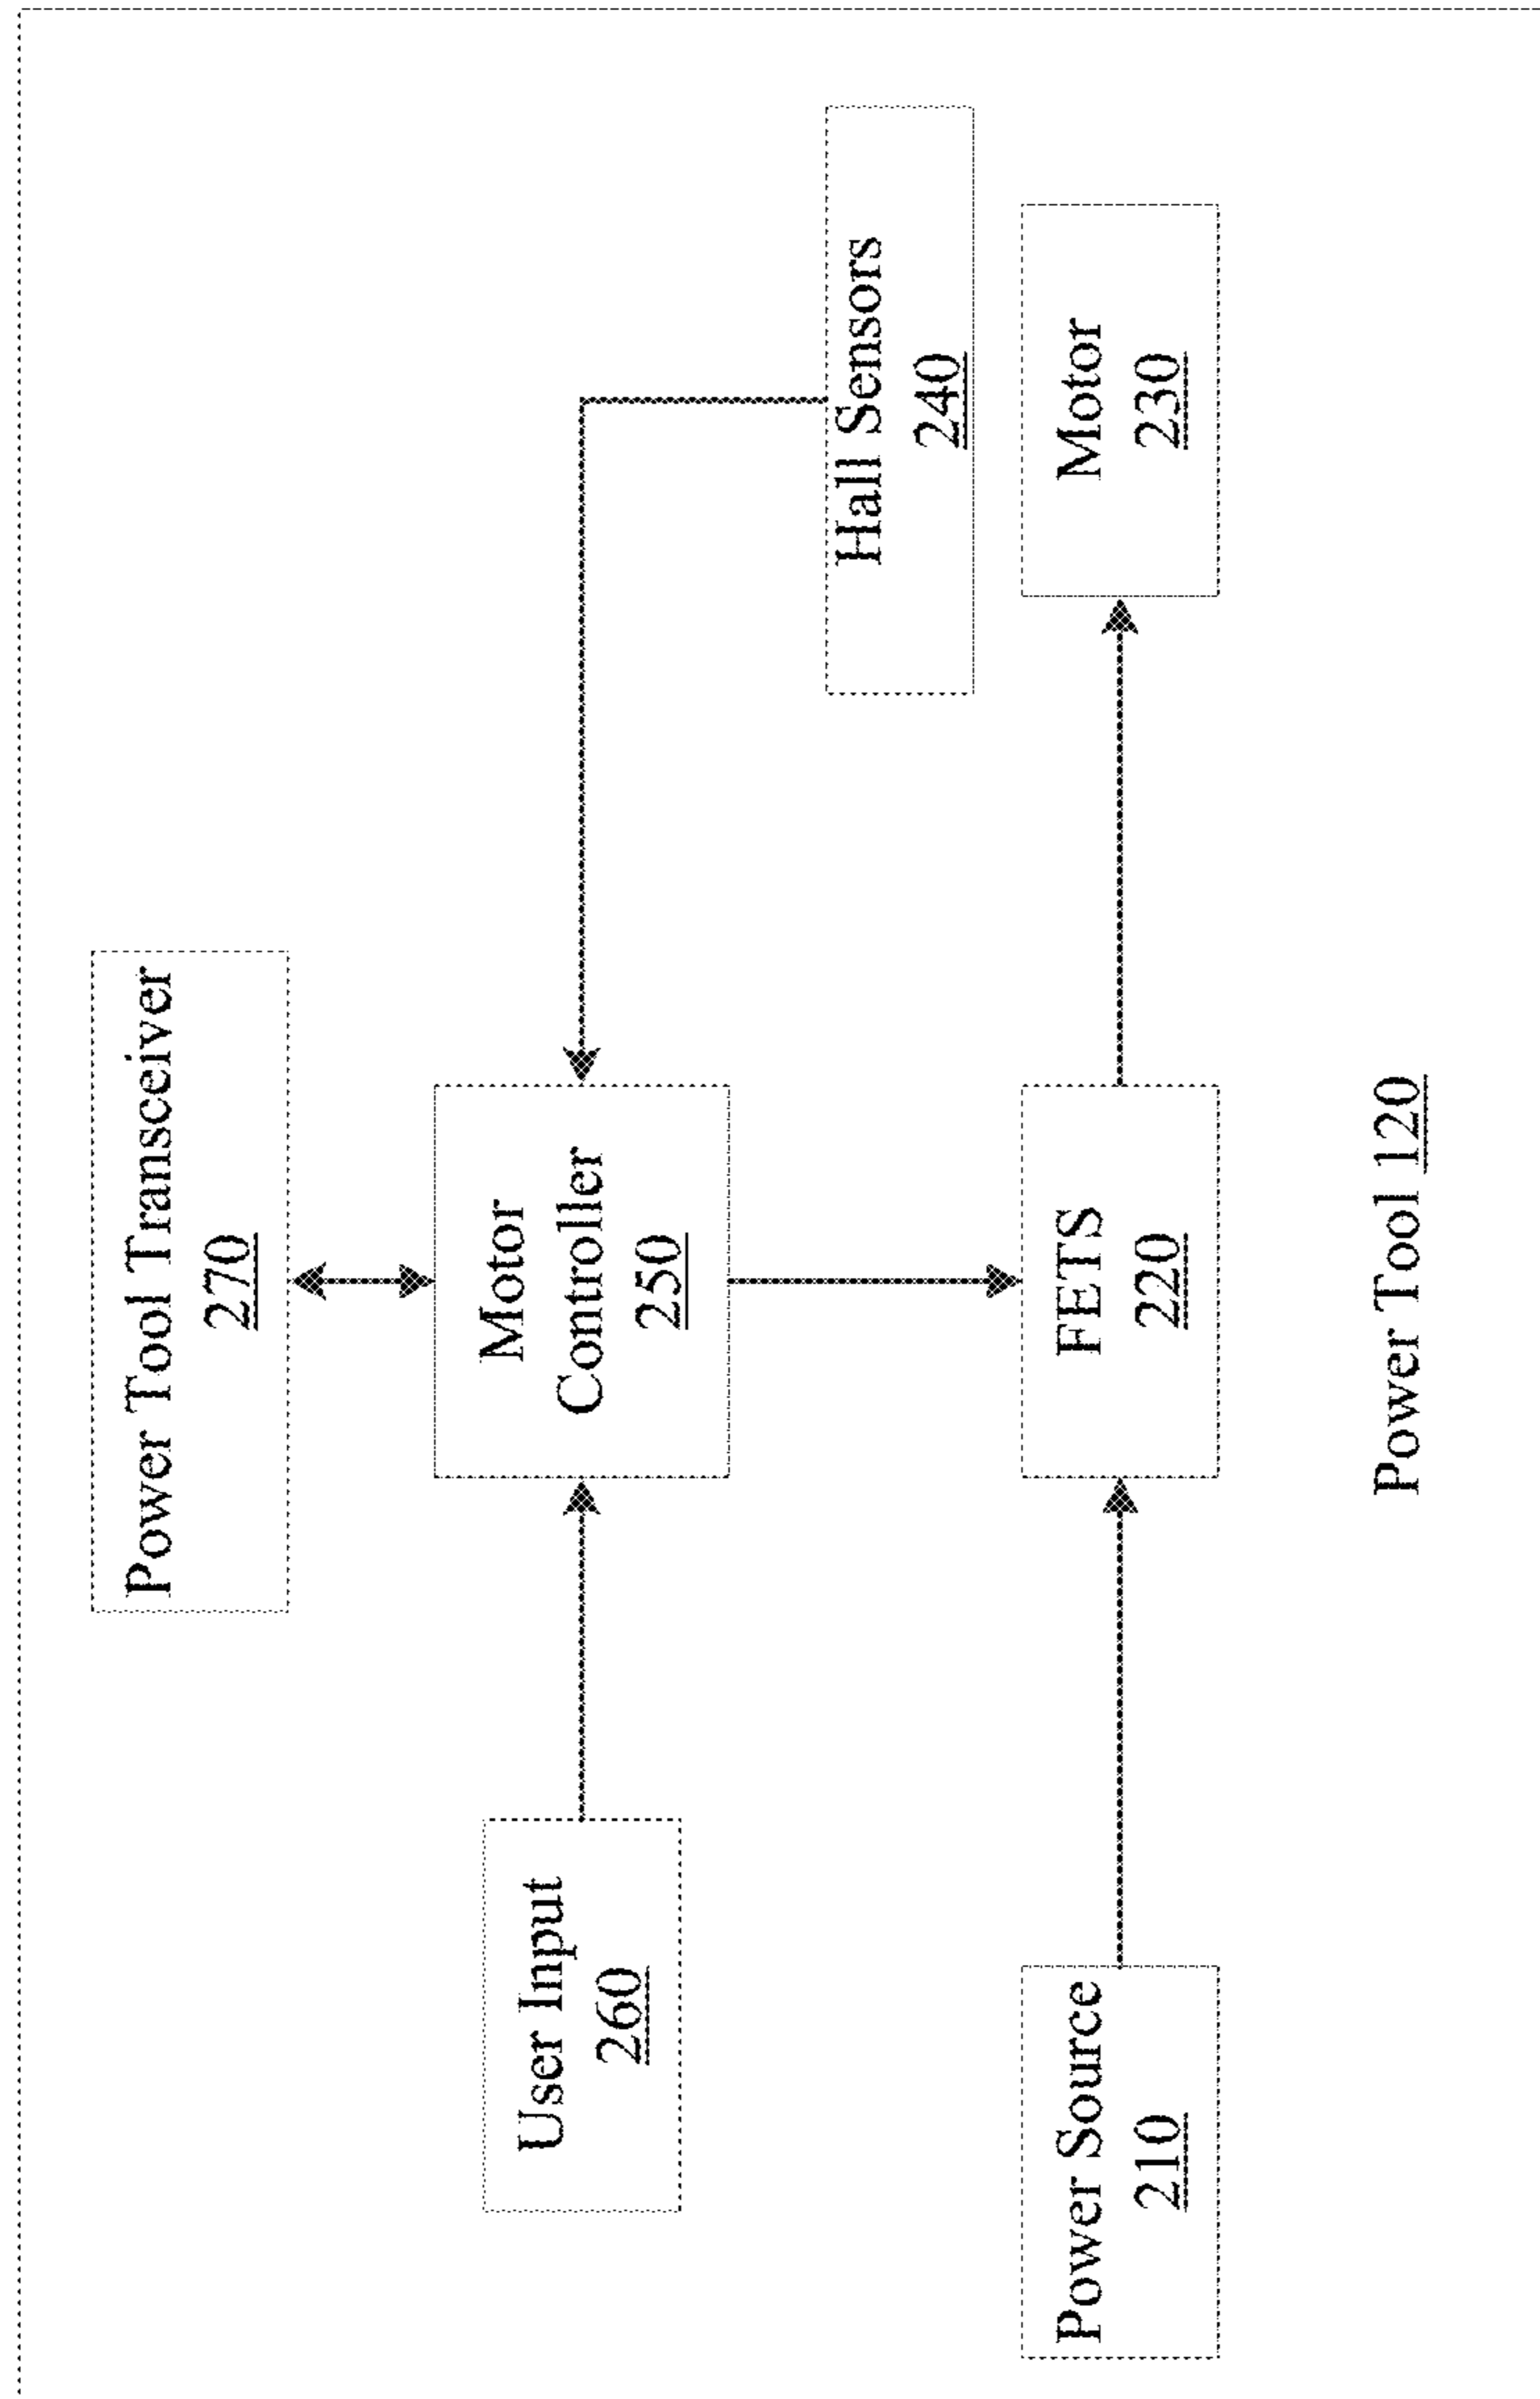 Power Tool Transceiver
270
User Input
260
Motor
Controller
250
Hall Sensors
240
Power Source
210
FETS
220
Motor
230
Power Tool 120